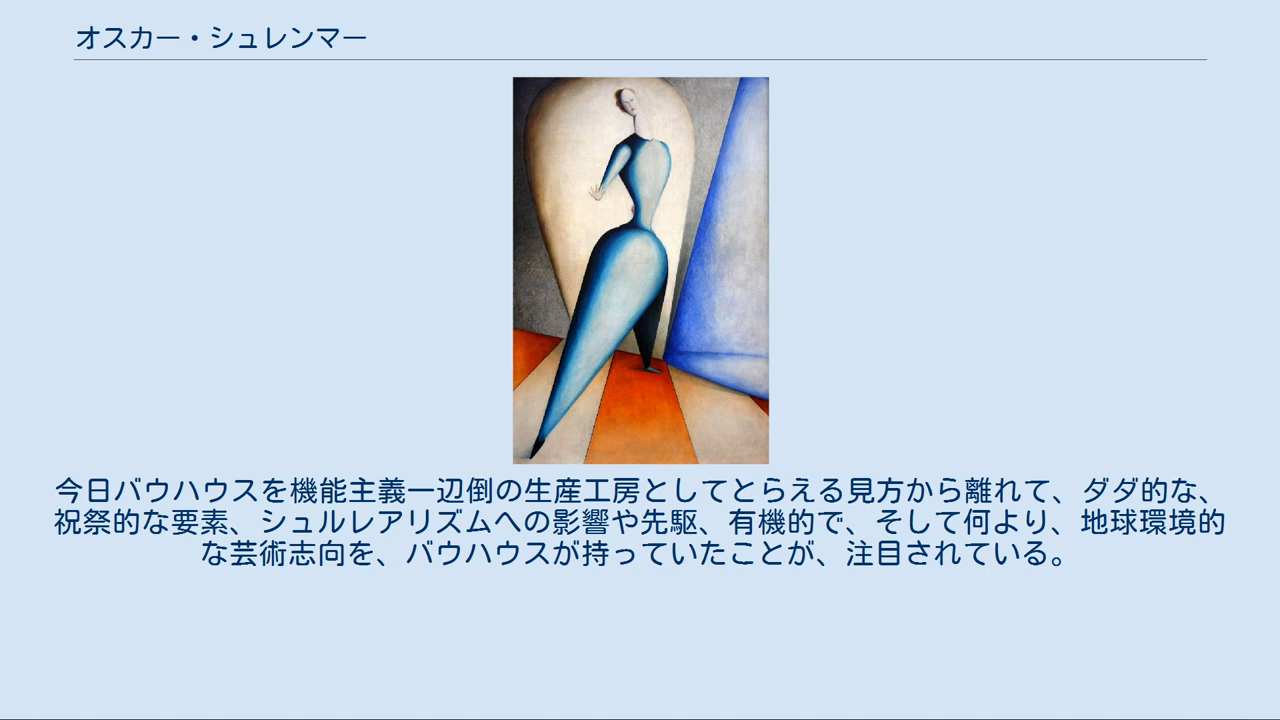 オスカー・シュレンマー
今日バウハウスを機能主義一辺倒の生産工房としてとらえる見方から離れて、ダダ的な、
祝祭的な要素、シュルレアリズムへの影響や先駆、有機的で、そして何より、地球環境的
な芸術志向を、バウハウスが持っていたことが、注目されている。